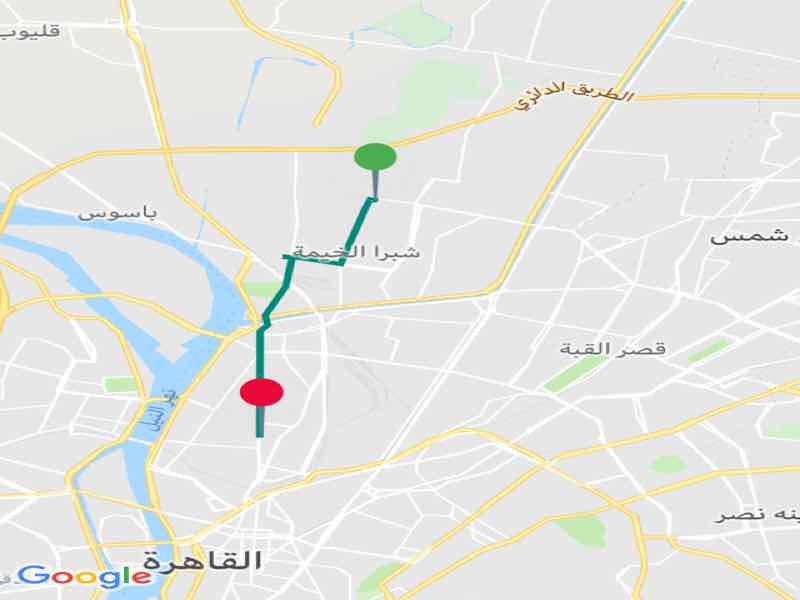 قليوب
الطريق الدائري
باسوس
شمس
شبرا الخيمة
قصر القبة
نهر النيل
ينه نصر
القاهرة
Google